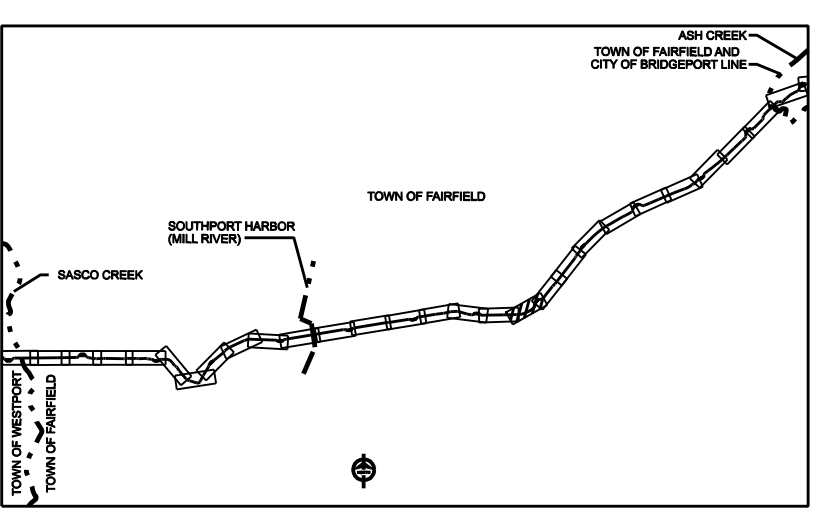 ASH CREEK
TOWN OF FAIRFIELD AND
CITY OF BRIDGEPORT LINE
TOWN OF FAIRFIELD
SOUTHPORT HARBOR
(MILL RIVER)
SASCO CREEK
TOWN OF WESTPORT
TOWN OF FAIRFIELD